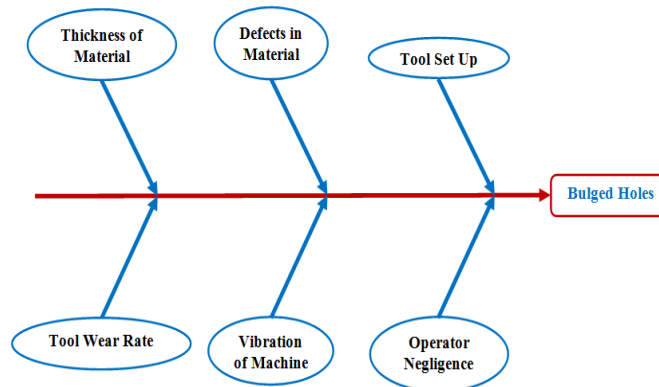 Thickness of
Material
Defects in
Material
Tool Set Up
Bulged Holes
Tool Wear Rate
Vibration
of Machine
Operator
Negligence